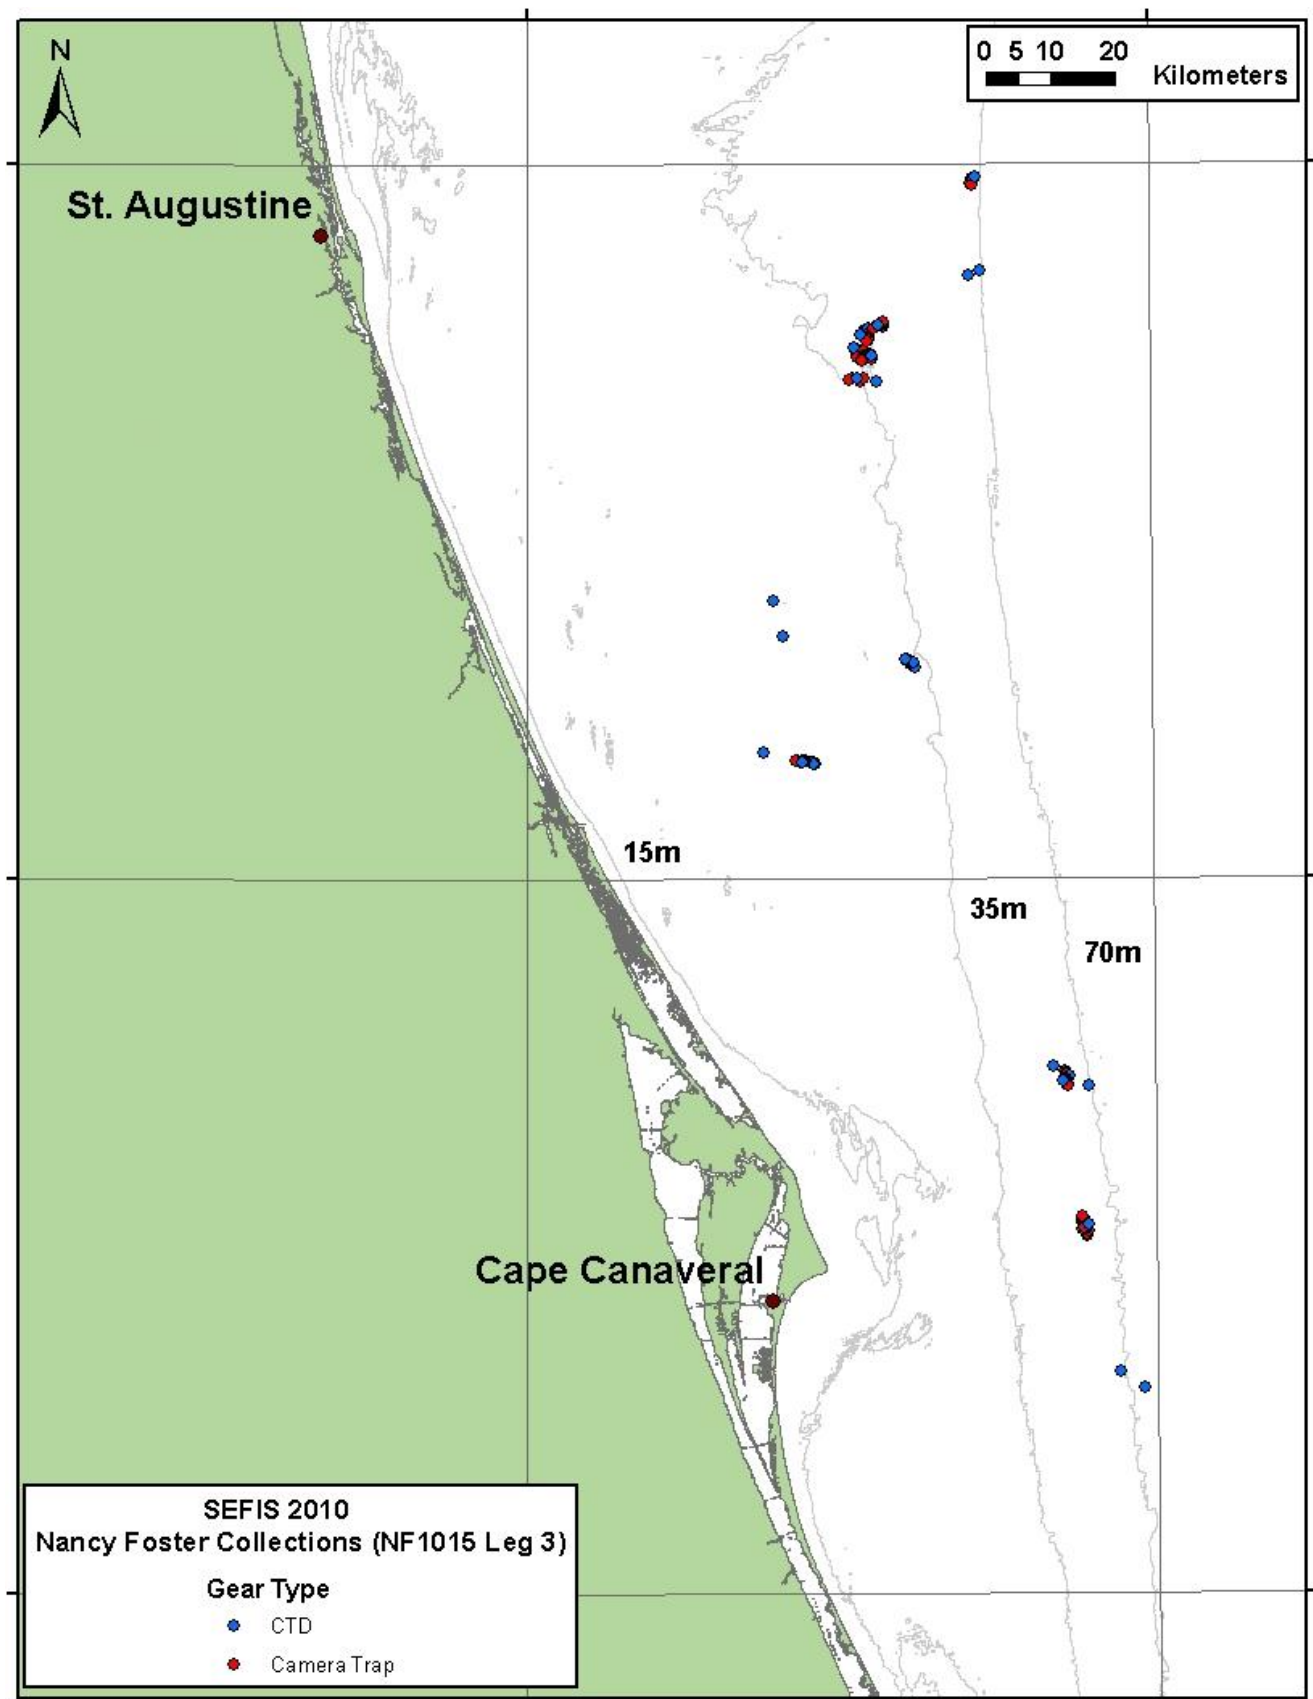 N
0 5 10 20
Kilometers
St. Augustine
15m
35m
70m
Cape Canaveral
SEFIS 2010
Nancy Foster Collections (NF1015 Leg 3)
Gear Type
CTD
Camera Trap